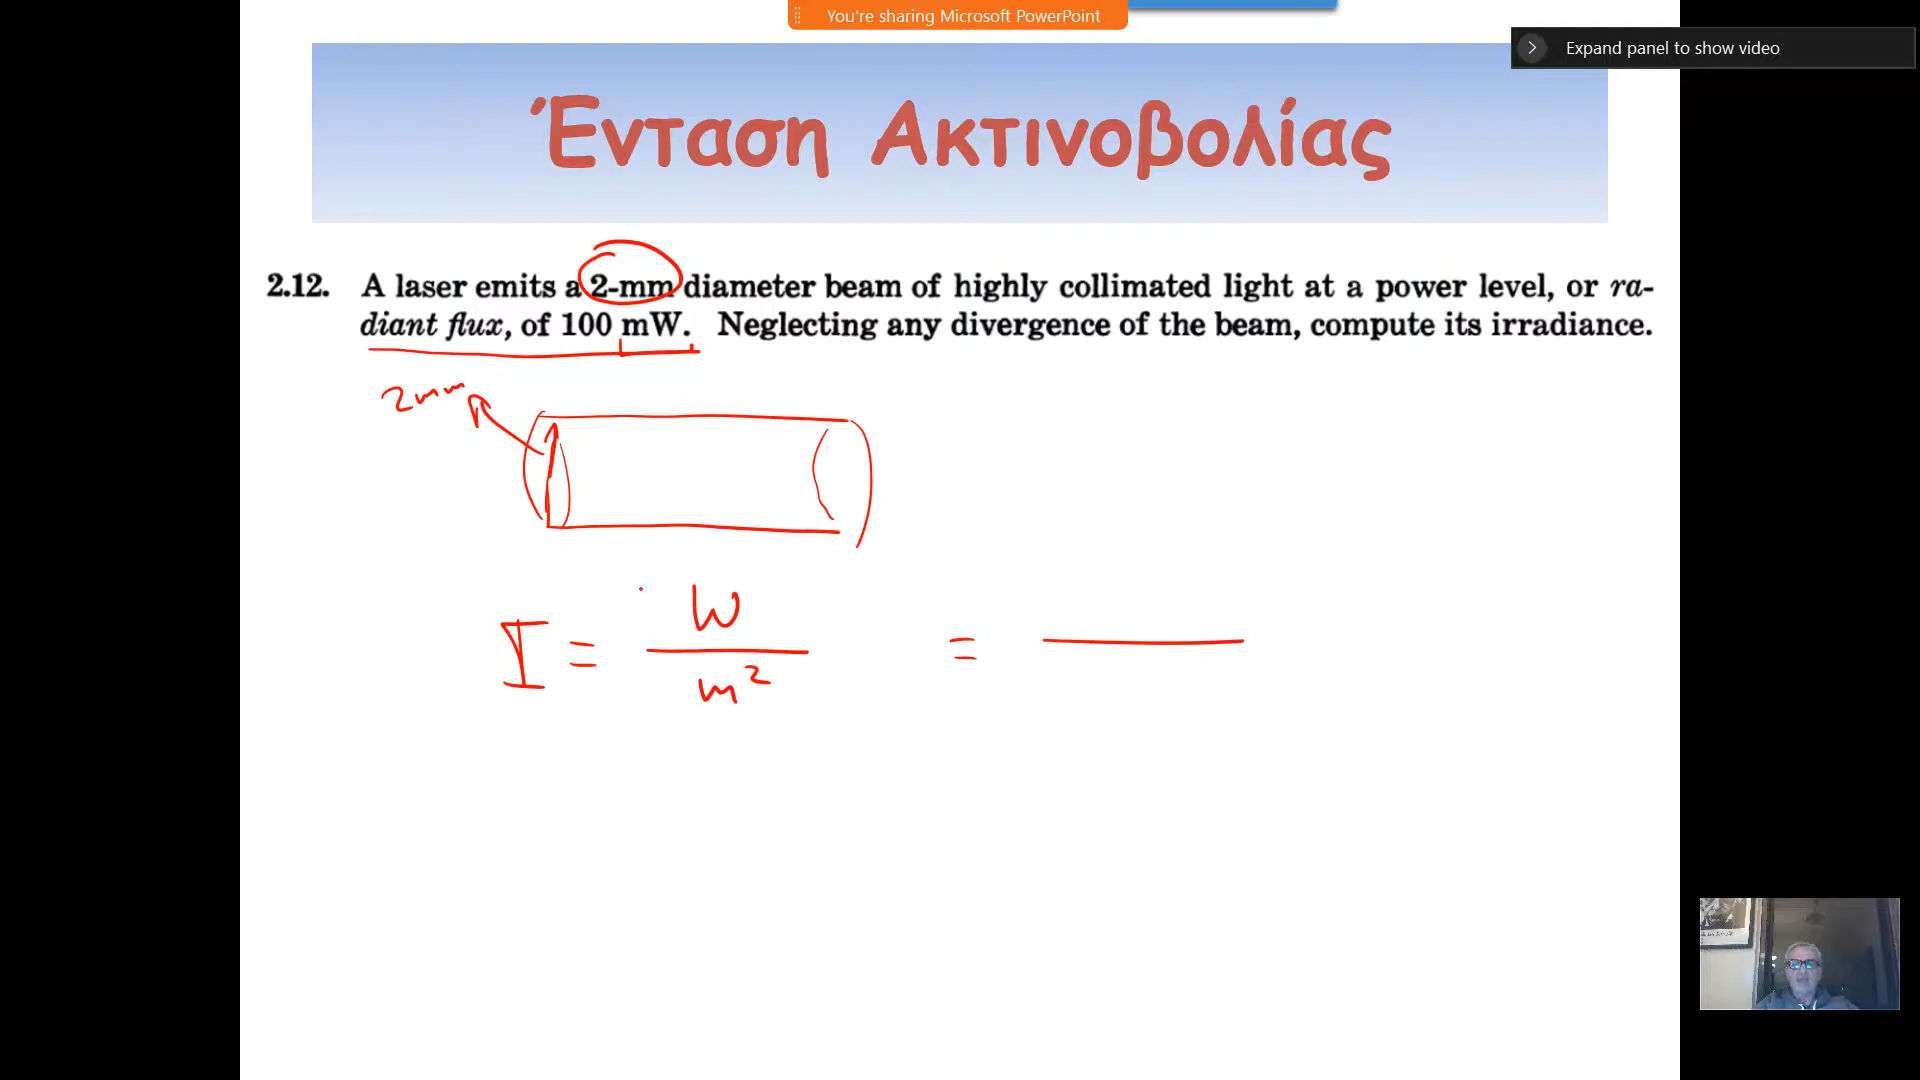 You're sharing Microsoft PowerPoint
Expand panel to show video
Ένταση Ακτινοβολίας
2.12. A laser emits a 2-mm diameter beam of highly collimated light at a power level, or ra-
diant flux, of 100 mW. Neglecting any divergence of the beam, compute its irradiance.
2mm
I = W / m² =